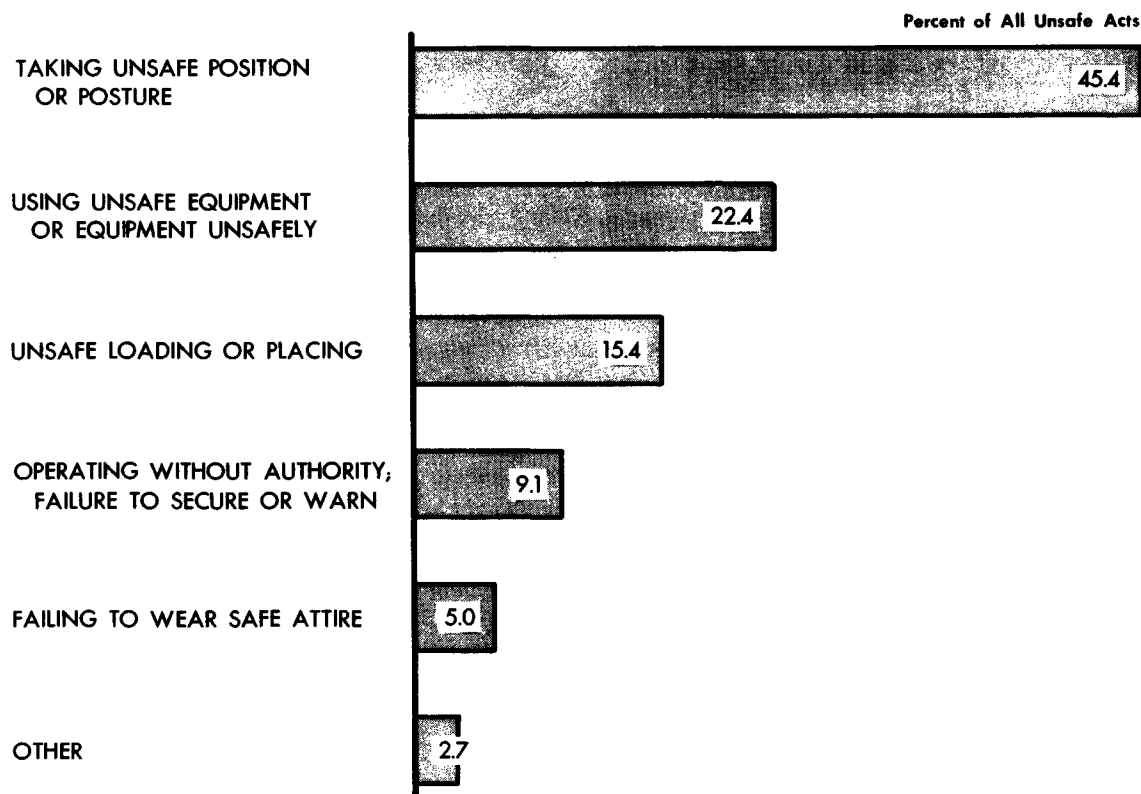 Percent of All Unsafe Acts
TAKING UNSAFE POSITION
OR POSTURE
45.4
USING UNSAFE EQUIPMENT
OR EQUIPMENT UNSAFELY
22.4
UNSAFE LOADING OR PLACING
15.4
OPERATING WITHOUT AUTHORITY;
FAILURE TO SECURE OR WARN
9.1
FAILING TO WEAR SAFE ATTIRE
5.0
OTHER
2.7